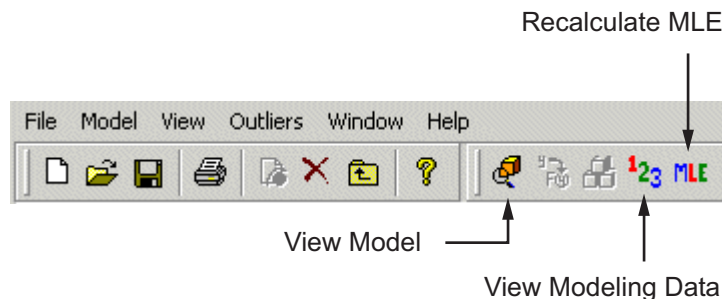 Recalculate MLE
File Model View Outliers Window Help
123 MLE
View Model
View Modeling Data